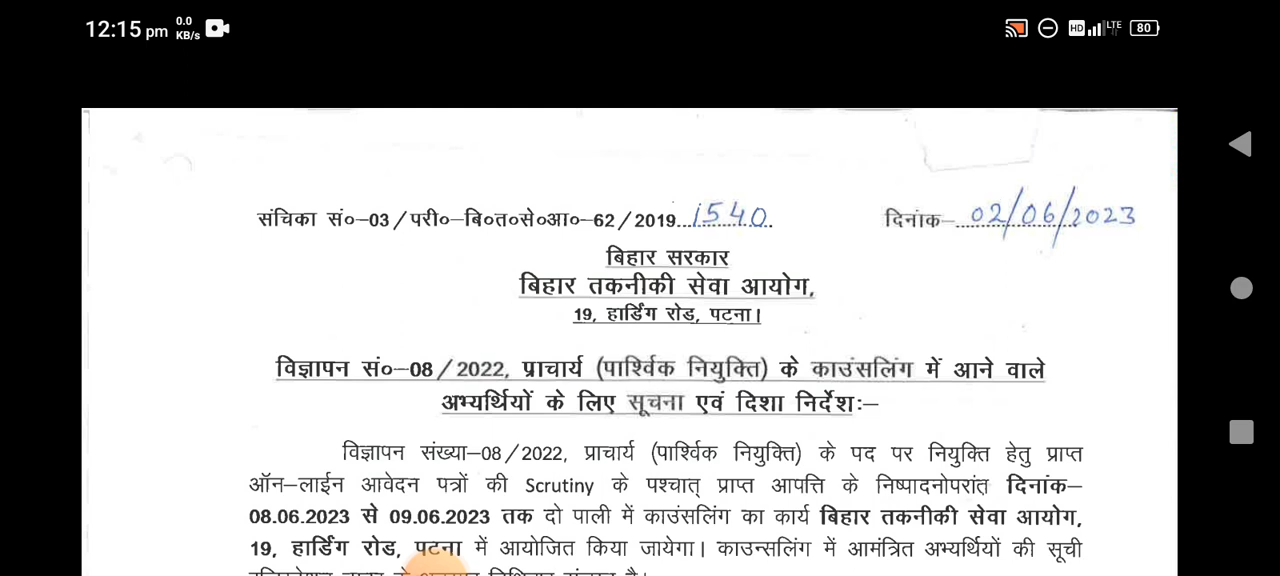 12:15 pm 0.0 KB/s HD LTE 80
संचिका सं०–03/परी०–बि०त०से०आ०–62/2019...1540. दिनांक–...02/06/2023
बिहार सरकार
बिहार तकनीकी सेवा आयोग,
19, हार्डिंग रोड, पटना।
विज्ञापन सं०–08/2022, प्राचार्य (पार्श्विक नियुक्ति) के काउंसलिंग में आने वाले
अभ्यर्थियों के लिए सूचना एवं दिशा निर्देशः–
विज्ञापन संख्या–08/2022, प्राचार्य (पार्श्विक नियुक्ति) के पद पर नियुक्ति हेतु प्राप्त
ऑन–लाईन आवेदन पत्रों की Scrutiny के पश्चात् प्राप्त आपत्ति के निष्पादनोपरांत दिनांक–
08.06.2023 से 09.06.2023 तक दो पाली में काउंसलिंग का कार्य बिहार तकनीकी सेवा आयोग,
19, हार्डिंग रोड, पटना में आयोजित किया जायेगा। काउन्सलिंग में आमंत्रित अभ्यर्थियों की सूची